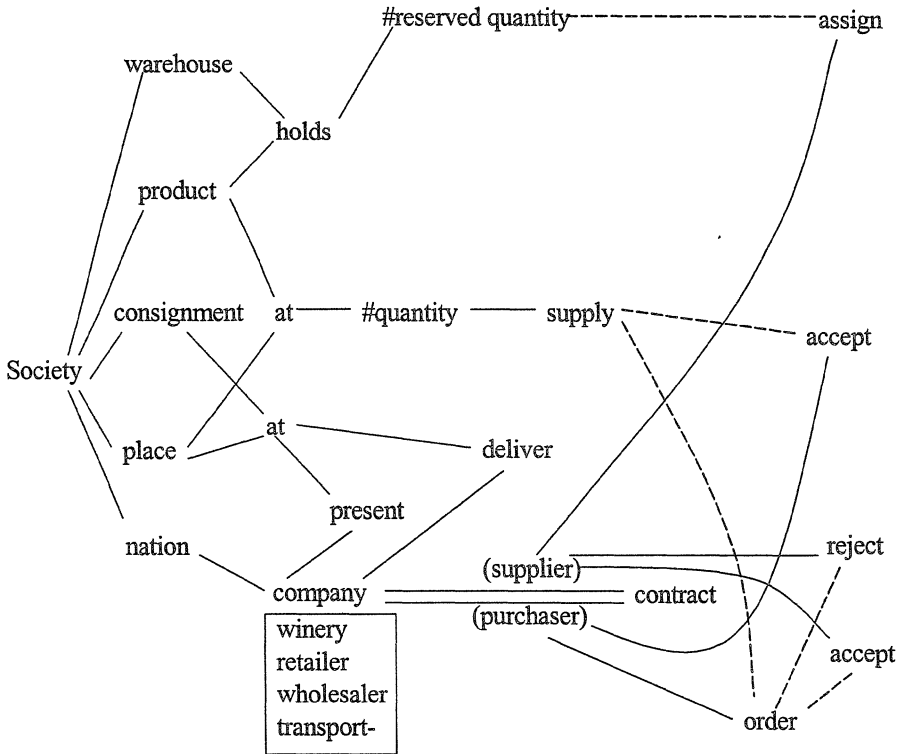 #reserved quantity
assign
warehouse
holds
product
consignment
at
#quantity
supply
accept
Society
place
at
deliver
present
nation
(supplier)
reject
company
contract
(purchaser)
winery
retailer
wholesaler
transport-
accept
order